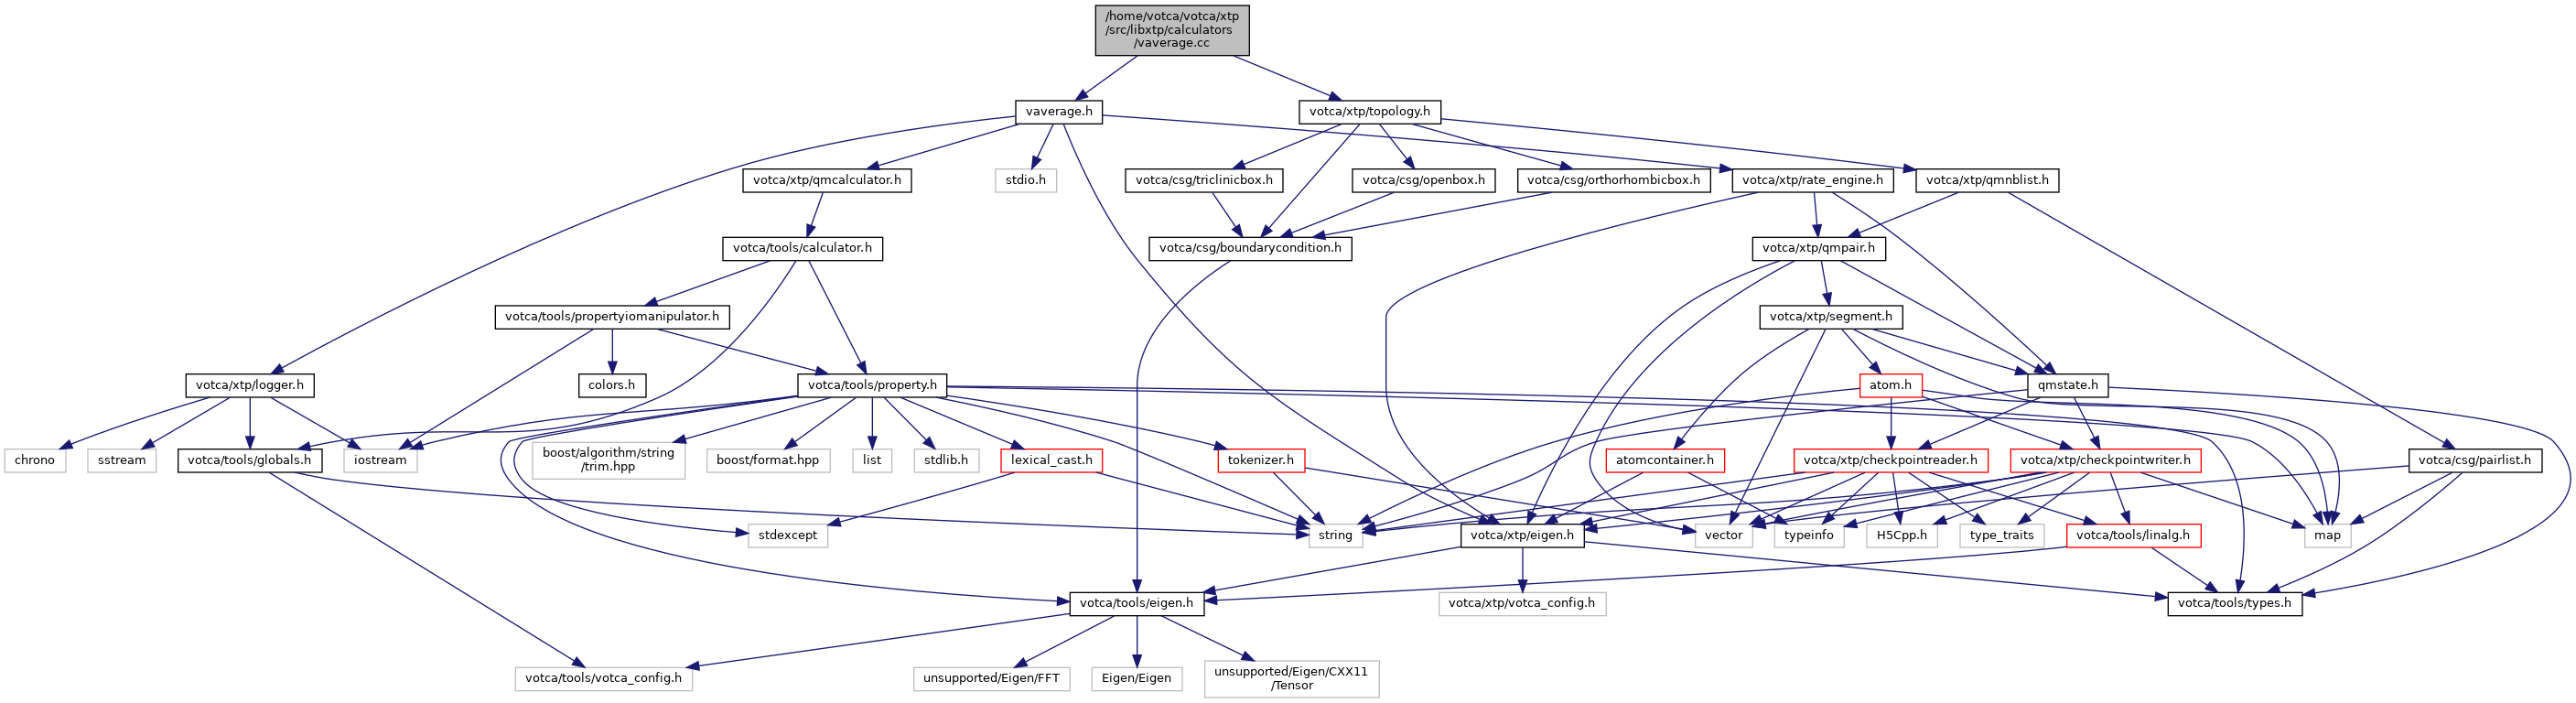 /home/votca/votca/xtp
/src/libxtp/calculators
/vaverage.cc
vaverage.h
votca/xtp/topology.h
votca/xtp/qmcalculator.h
stdio.h
votca/csg/triclinicbox.h
votca/csg/openbox.h
votca/csg/orthorhombicbox.h
votca/xtp/rate_engine.h
votca/xtp/qmnblist.h
votca/tools/calculator.h
votca/csg/boundarycondition.h
votca/xtp/qmpair.h
votca/tools/propertyiomanipulator.h
votca/xtp/segment.h
votca/xtp/logger.h
colors.h
votca/tools/property.h
atom.h
qmstate.h
chrono
sstream
votca/tools/globals.h
iostream
boost/algorithm/string
/trim.hpp
boost/format.hpp
list
stdlib.h
lexical_cast.h
tokenizer.h
atomcontainer.h
votca/xtp/checkpointreader.h
votca/xtp/checkpointwriter.h
votca/csg/pairlist.h
stdexcept
string
votca/xtp/eigen.h
vector
typeinfo
H5Cpp.h
type_traits
votca/tools/linalg.h
map
votca/tools/eigen.h
votca/xtp/votca_config.h
votca/tools/types.h
votca/tools/votca_config.h
unsupported/Eigen/FFT
Eigen/Eigen
unsupported/Eigen/CXX11
/Tensor